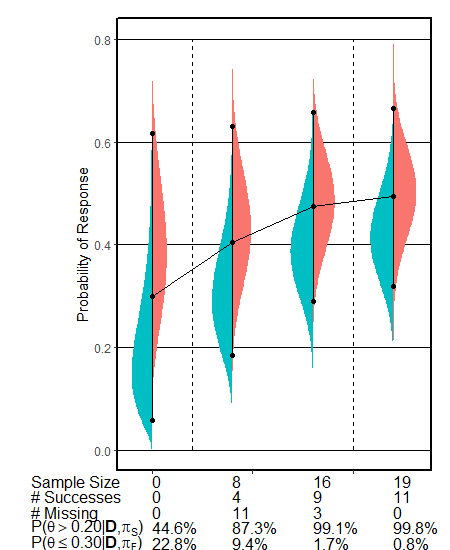 0.8
0.6
0.4
0.2
0.0
Probability of Response
Sample Size 0 8 16 19
# Successes 0 4 9 11
# Missing 0 11 3 0
P(θ > 0.20|D,πS) 44.6% 87.3% 99.1% 99.8%
P(θ ≤ 0.30|D,πF) 22.8% 9.4% 1.7% 0.8%